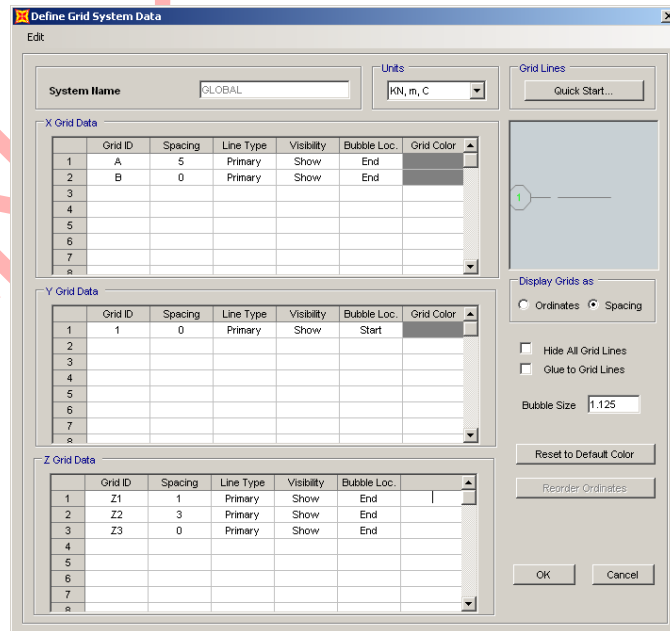 Define Grid System Data
Edit
System Name GLOBAL
Units
KN, m, C
Grid Lines
Quick Start...
X Grid Data
Grid ID Spacing Line Type Visibility Bubble Loc. Grid Color
1 A 5 Primary Show End
2 B 0 Primary Show End
3
4
5
6
7
8
1
Display Grids as
Ordinates Spacing
Y Grid Data
Grid ID Spacing Line Type Visibility Bubble Loc. Grid Color
1 1 0 Primary Show Start
2
3
4
5
6
7
8
Hide All Grid Lines
Glue to Grid Lines
Bubble Size 1.125
Z Grid Data
Grid ID Spacing Line Type Visibility Bubble Loc.
1 Z1 1 Primary Show End
2 Z2 3 Primary Show End
3 Z3 0 Primary Show End
4
5
6
7
8
Reset to Default Color
Reorder Ordinates
OK Cancel